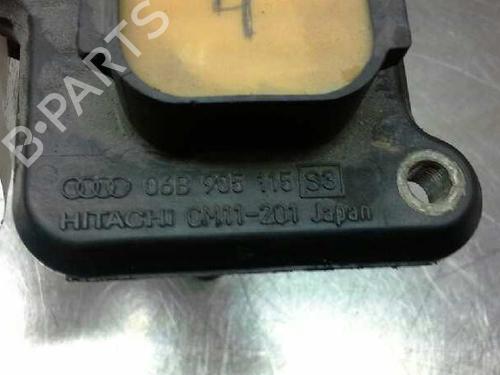 4
B-PARTS
06B 905 115 S3
HITACHI CM11-201 Japan